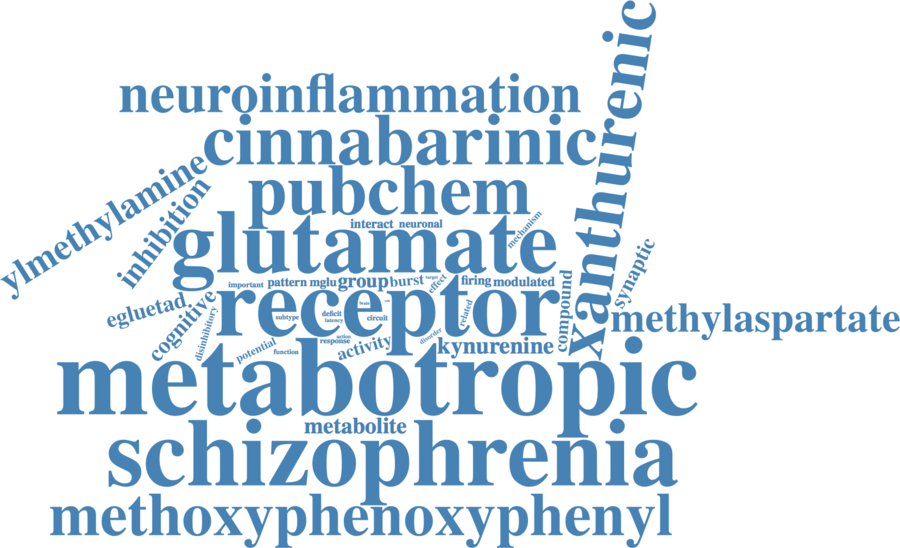 xanthurenic
neuroinflammation
cinnabarinic
ylmethylamine
inhibition
pubchem
glutamate
interact
neuronal
mechanism
synaptic
important
pattern
mglu
group
burst
target
effect
firing
modulated
receptor
compound
egluetad
cognitive
disinhibitory
subtype
deficit
latency
brain
circuit
related
methylaspartate
potential
function
action
response
activity
disorder
kynurenine
metabotropic
metabolite
schizophrenia
methoxyphenoxyphenyl